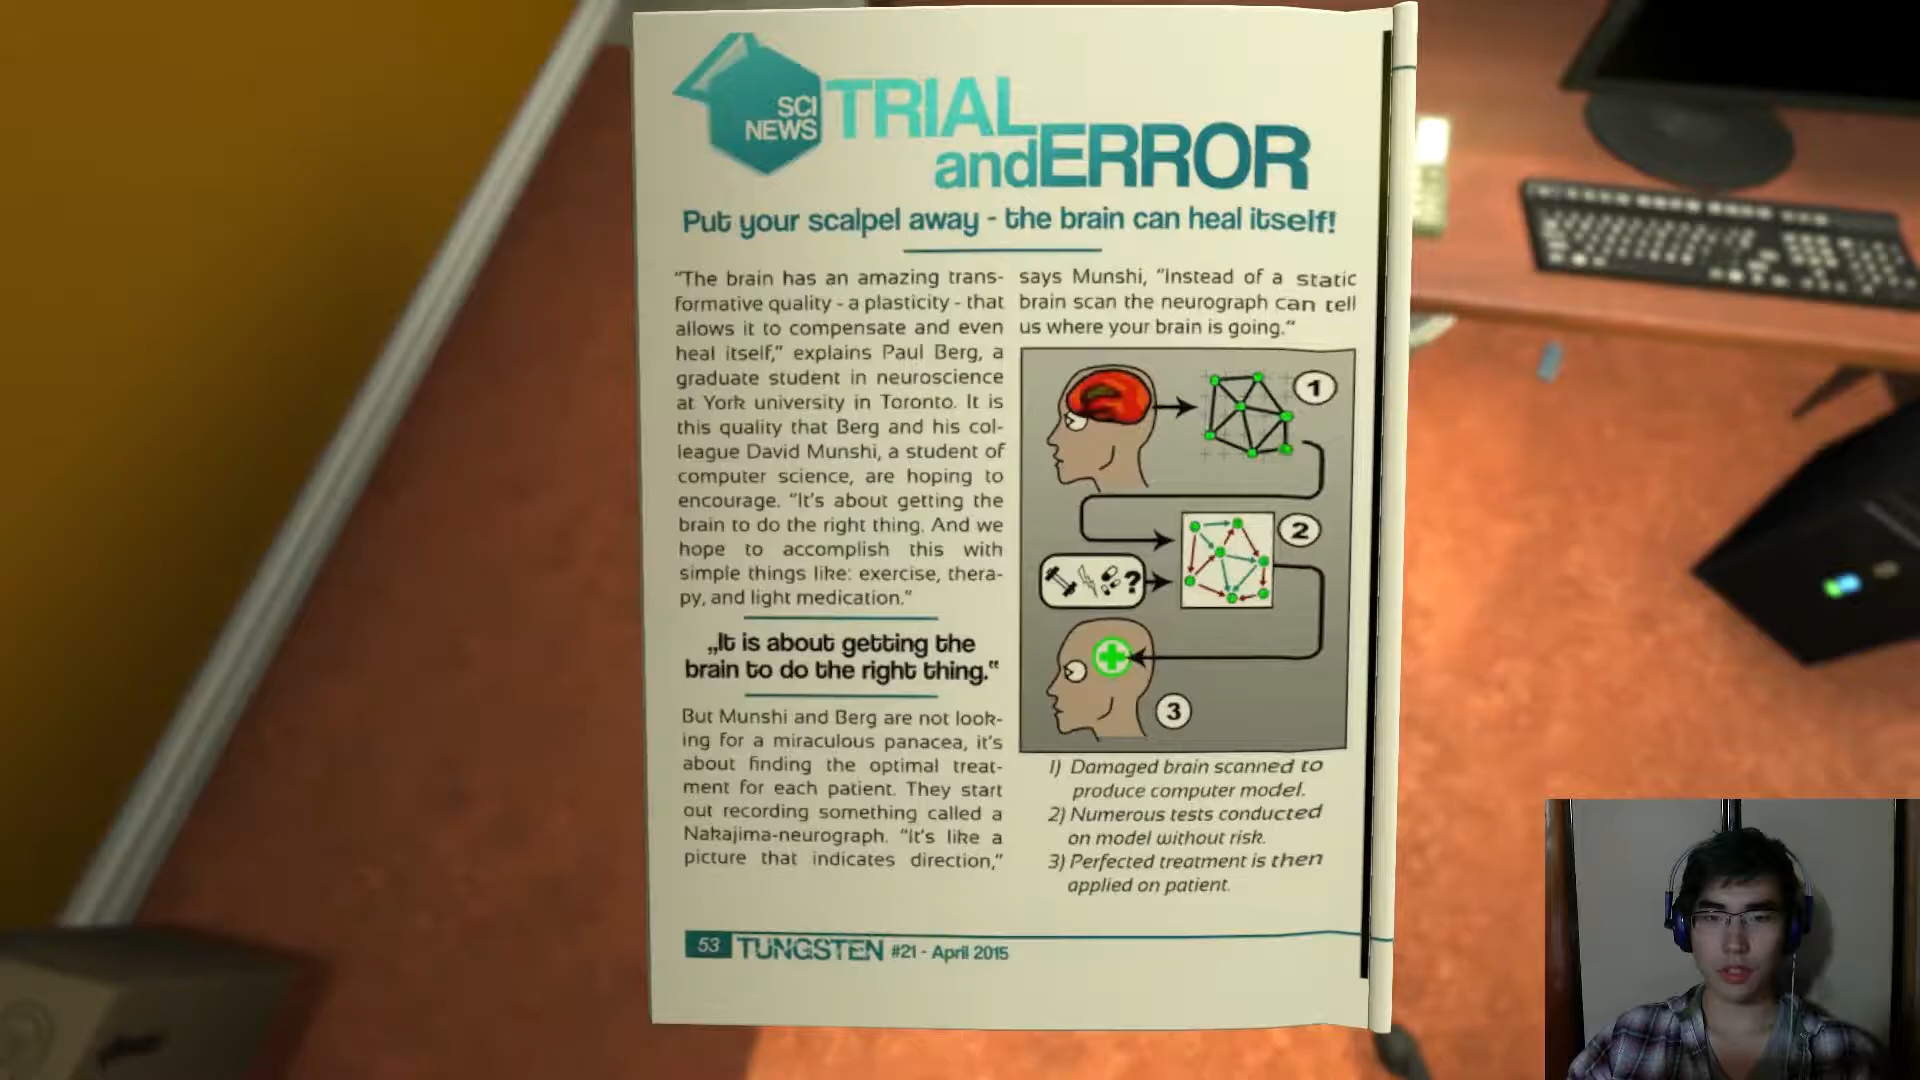 SCI
NEWS
TRIAL
andERROR
Put your scalpel away - the brain can heal itself!
“The brain has an amazing trans-
formative quality - a plasticity - that
allows it to compensate and even
heal itself,” explains Paul Berg, a
graduate student in neuroscience
at York university in Toronto. It is
this quality that Berg and his col-
league David Munshi, a student of
computer science, are hoping to
encourage. “It's about getting the
brain to do the right thing. And we
hope to accomplish this with
simple things like: exercise, thera-
py, and light medication.”
„It is about getting the
brain to do the right thing.“
But Munshi and Berg are not look-
ing for a miraculous panacea, it's
about finding the optimal treat-
ment for each patient. They start
out recording something called a
Nakajima-neurograph. “It's like a
picture that indicates direction,”
says Munshi, “Instead of a static
brain scan the neurograph can tell
us where your brain is going.“
1
2
?
3
1) Damaged brain scanned to
produce computer model.
2) Numerous tests conducted
on model without risk.
3) Perfected treatment is then
applied on patient.
53 TUNGSTEN #21 - April 2015